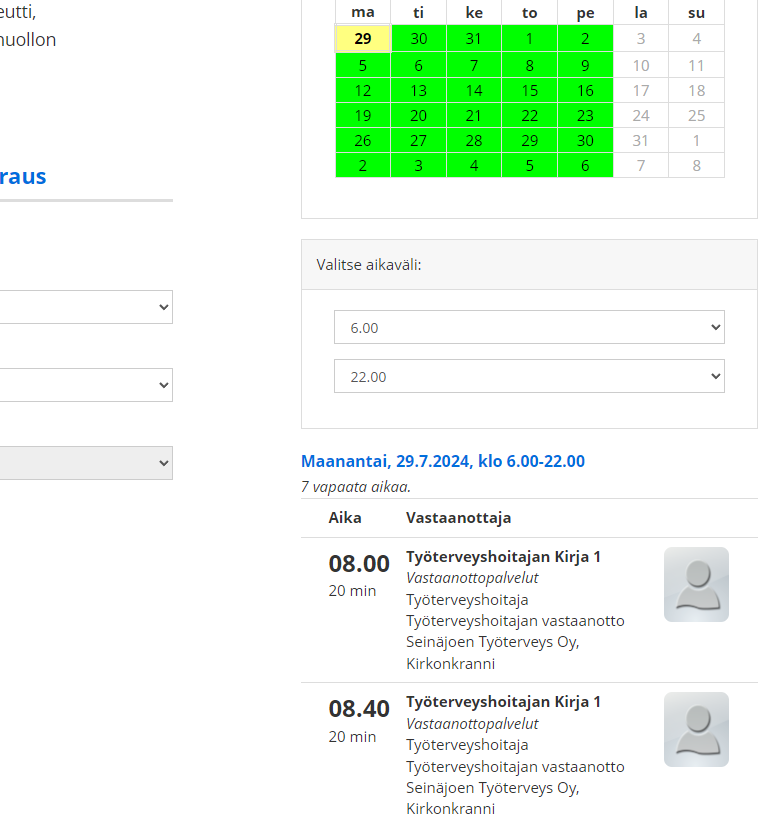 eutti,
nuollon
raus
ma ti ke to pe la su
29 30 31 1 2 3 4
5 6 7 8 9 10 11
12 13 14 15 16 17 18
19 20 21 22 23 24 25
26 27 28 29 30 31 1
2 3 4 5 6 7 8
Valitse aikaväli:
6.00
22.00
Maanantai, 29.7.2024, klo 6.00-22.00
7 vapaata aikaa.
Aika Vastaanottaja
08.00 Työterveyshoitajan Kirja 1
20 min Vastaanottopalvelut
Työterveyshoitaja
Työterveyshoitajan vastaanotto
Seinäjoen Työterveys Oy,
Kirkonkranni
08.40 Työterveyshoitajan Kirja 1
20 min Vastaanottopalvelut
Työterveyshoitaja
Työterveyshoitajan vastaanotto
Seinäjoen Työterveys Oy,
Kirkonkranni